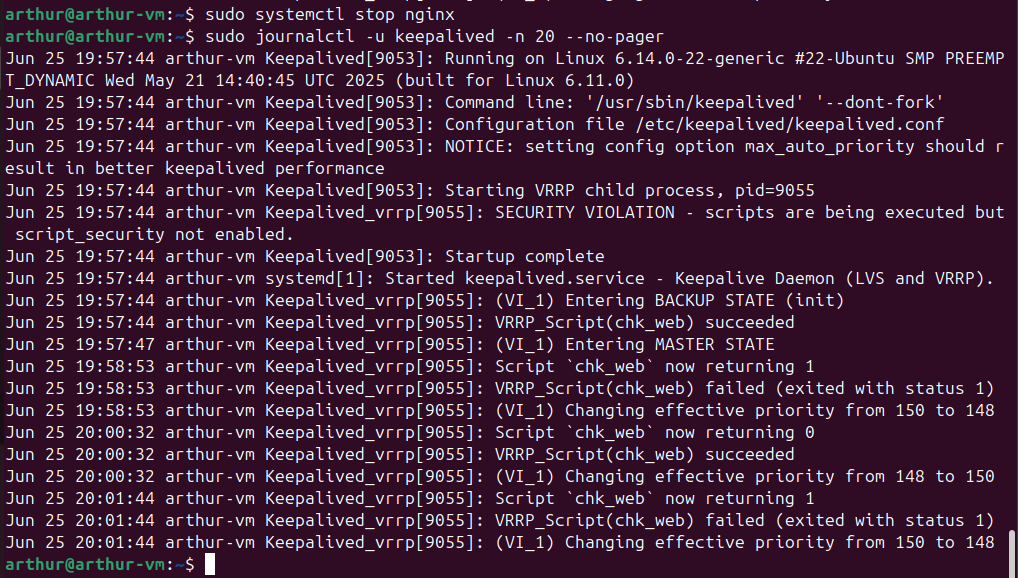 arthur@arthur-vm:~$ sudo systemctl stop nginx
arthur@arthur-vm:~$ sudo journalctl -u keepalived -n 20 --no-pager
Jun 25 19:57:44 arthur-vm Keepalived[9053]: Running on Linux 6.14.0-22-generic #22-Ubuntu SMP PREEMP
T_DYNAMIC Wed May 21 14:40:45 UTC 2025 (built for Linux 6.11.0)
Jun 25 19:57:44 arthur-vm Keepalived[9053]: Command line: '/usr/sbin/keepalived' '--dont-fork'
Jun 25 19:57:44 arthur-vm Keepalived[9053]: Configuration file /etc/keepalived/keepalived.conf
Jun 25 19:57:44 arthur-vm Keepalived[9053]: NOTICE: setting config option max_auto_priority should r
esult in better keepalived performance
Jun 25 19:57:44 arthur-vm Keepalived[9053]: Starting VRRP child process, pid=9055
Jun 25 19:57:44 arthur-vm Keepalived_vrrp[9055]: SECURITY VIOLATION - scripts are being executed but
 script_security not enabled.
Jun 25 19:57:44 arthur-vm Keepalived[9053]: Startup complete
Jun 25 19:57:44 arthur-vm systemd[1]: Started keepalived.service - Keepalive Daemon (LVS and VRRP).
Jun 25 19:57:44 arthur-vm Keepalived_vrrp[9055]: (VI_1) Entering BACKUP STATE (init)
Jun 25 19:57:44 arthur-vm Keepalived_vrrp[9055]: VRRP_Script(chk_web) succeeded
Jun 25 19:57:47 arthur-vm Keepalived_vrrp[9055]: (VI_1) Entering MASTER STATE
Jun 25 19:58:53 arthur-vm Keepalived_vrrp[9055]: Script `chk_web` now returning 1
Jun 25 19:58:53 arthur-vm Keepalived_vrrp[9055]: VRRP_Script(chk_web) failed (exited with status 1)
Jun 25 19:58:53 arthur-vm Keepalived_vrrp[9055]: (VI_1) Changing effective priority from 150 to 148
Jun 25 20:00:32 arthur-vm Keepalived_vrrp[9055]: Script `chk_web` now returning 0
Jun 25 20:00:32 arthur-vm Keepalived_vrrp[9055]: VRRP_Script(chk_web) succeeded
Jun 25 20:00:32 arthur-vm Keepalived_vrrp[9055]: (VI_1) Changing effective priority from 148 to 150
Jun 25 20:01:44 arthur-vm Keepalived_vrrp[9055]: Script `chk_web` now returning 1
Jun 25 20:01:44 arthur-vm Keepalived_vrrp[9055]: VRRP_Script(chk_web) failed (exited with status 1)
Jun 25 20:01:44 arthur-vm Keepalived_vrrp[9055]: (VI_1) Changing effective priority from 150 to 148
arthur@arthur-vm:~$